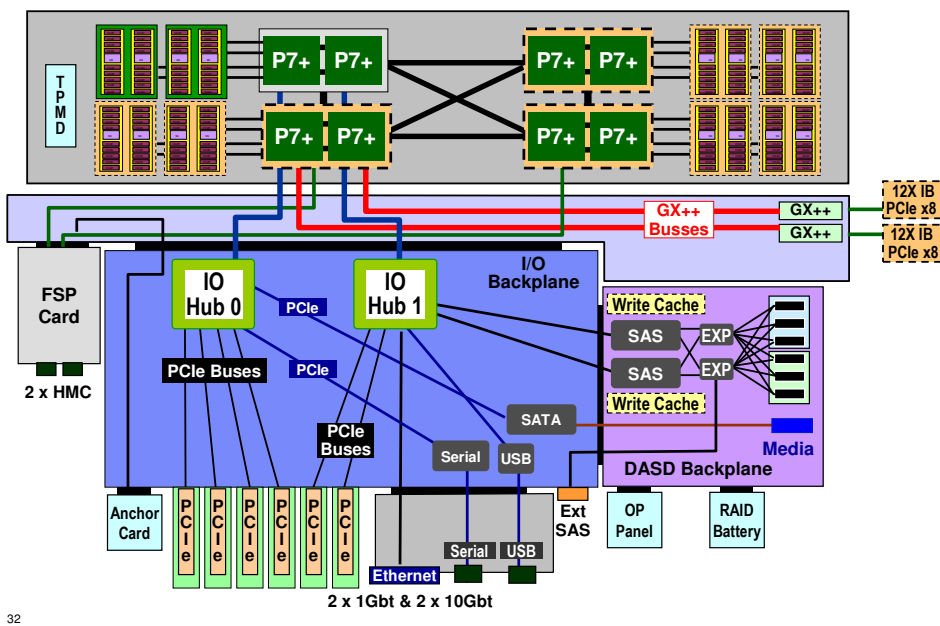 T
P
M
D
P7+
P7+
P7+
P7+
P7+
P7+
P7+
P7+
GX++
Busses
GX++
GX++
12X IB
PCIe x8
12X IB
PCIe x8
FSP
Card
2 x HMC
IO
Hub 0
IO
Hub 1
I/O
Backplane
PCIe
PCIe
PCIe Buses
PCIe
Buses
Write Cache
SAS
SAS
Write Cache
EXP
EXP
SATA
Serial
USB
Media
DASD Backplane
Anchor
Card
PCIe
PCIe
PCIe
PCIe
PCIe
PCIe
Ext
SAS
OP
Panel
RAID
Battery
Serial
USB
Ethernet
2 x 1Gbt & 2 x 10Gbt
32